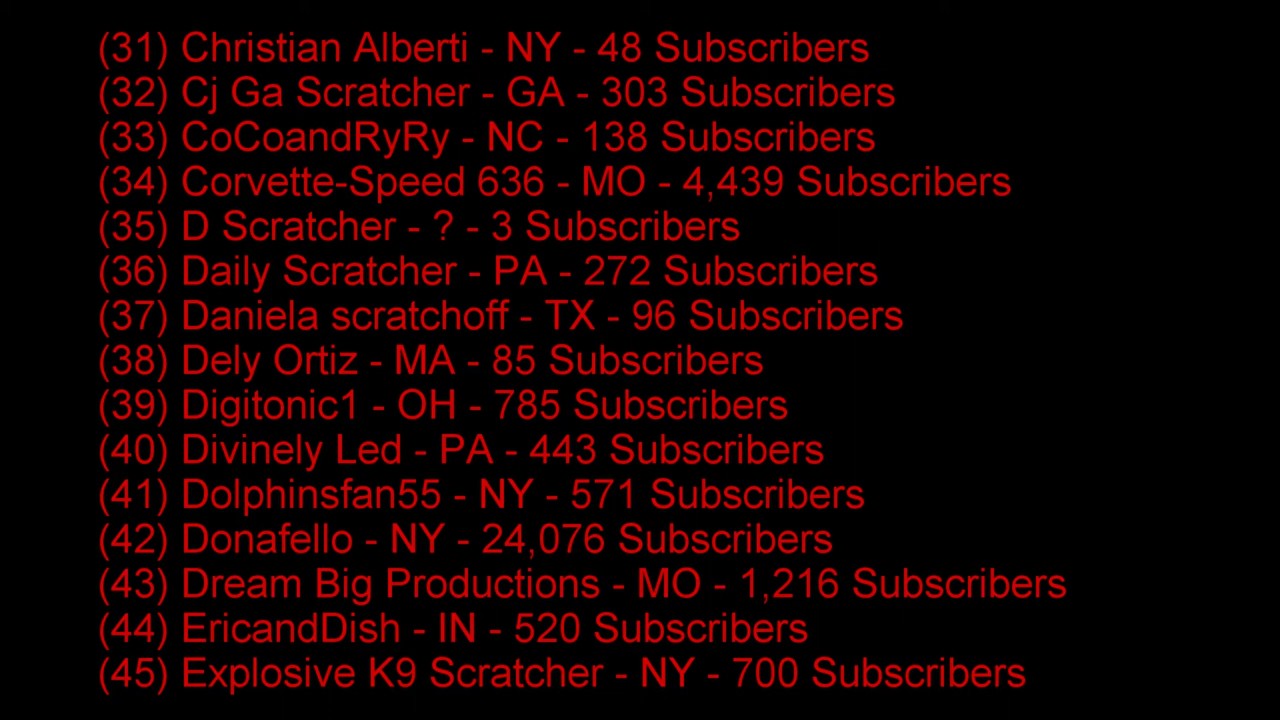 (31) Christian Alberti - NY - 48 Subscribers
(32) Cj Ga Scratcher - GA - 303 Subscribers
(33) CoCoandRyRy - NC - 138 Subscribers
(34) Corvette-Speed 636 - MO - 4,439 Subscribers
(35) D Scratcher - ? - 3 Subscribers
(36) Daily Scratcher - PA - 272 Subscribers
(37) Daniela scratchoff - TX - 96 Subscribers
(38) Dely Ortiz - MA - 85 Subscribers
(39) Digitonic1 - OH - 785 Subscribers
(40) Divinely Led - PA - 443 Subscribers
(41) Dolphinsfan55 - NY - 571 Subscribers
(42) Donafello - NY - 24,076 Subscribers
(43) Dream Big Productions - MO - 1,216 Subscribers
(44) EricandDish - IN - 520 Subscribers
(45) Explosive K9 Scratcher - NY - 700 Subscribers